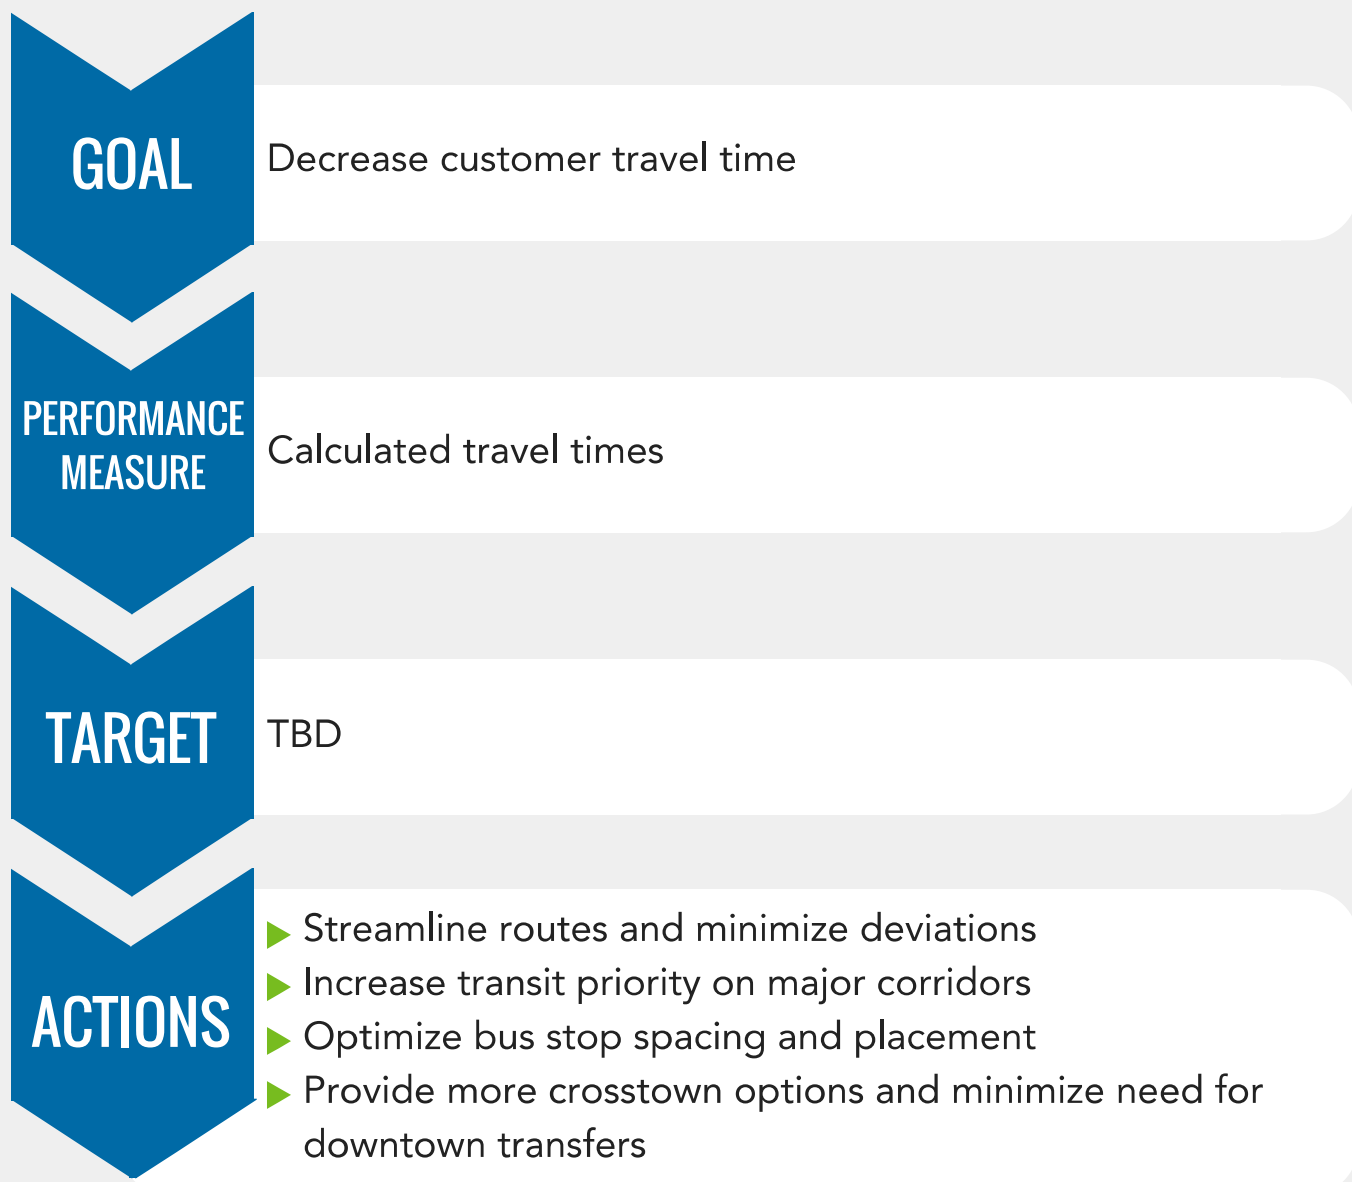 GOAL
Decrease customer travel time
PERFORMANCE
MEASURE
Calculated travel times
TARGET
TBD
ACTIONS
Streamline routes and minimize deviations
Increase transit priority on major corridors
Optimize bus stop spacing and placement
Provide more crosstown options and minimize need for
downtown transfers